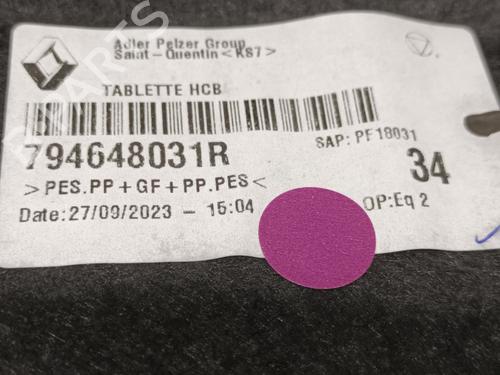 Adler Pelzer Group
Saint-Quentin <K87>
TABLETTE HCB
794648031R
SAP: PF18031
34
>PES.PP+GF+PP.PES<
Date:27/09/2023 - 15:04
OP:Eq 2